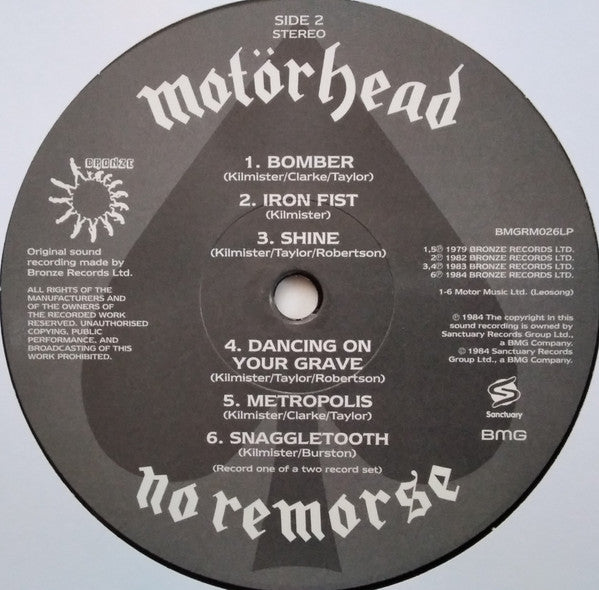 SIDE 2
STEREO
motörhead
1. BOMBER
(Kilmister/Clarke/Taylor)
2. IRON FIST
(Kilmister)
3. SHINE
(Kilmister/Taylor/Robertson)
BRONZE
Original sound
recording made by
Bronze Records Ltd.
ALL RIGHTS OF THE
MANUFACTURERS AND
OF THE OWNERS OF
THE RECORDED WORK
RESERVED. UNAUTHORISED
COPYING, PUBLIC
PERFORMANCE, AND
BROADCASTING OF THIS
WORK PROHIBITED.
BMGRM026LP
1,5℗ 1979 BRONZE RECORDS LTD.
2℗ 1982 BRONZE RECORDS LTD.
3,4℗ 1983 BRONZE RECORDS LTD.
6℗ 1984 BRONZE RECORDS LTD.
1-6 Motor Music Ltd. (Leosong)
℗ 1984 The copyright in this
sound recording is owned by
Sanctuary Records Group Ltd.,
a BMG Company.
© 1984 Sanctuary Records
Group Ltd., a BMG Company.
Sanctuary
BMG
4. DANCING ON
YOUR GRAVE
(Kilmister/Taylor/Robertson)
5. METROPOLIS
(Kilmister/Clarke/Taylor)
6. SNAGGLETOOTH
(Kilmister/Burston)
(Record one of a two record set)
no remorse